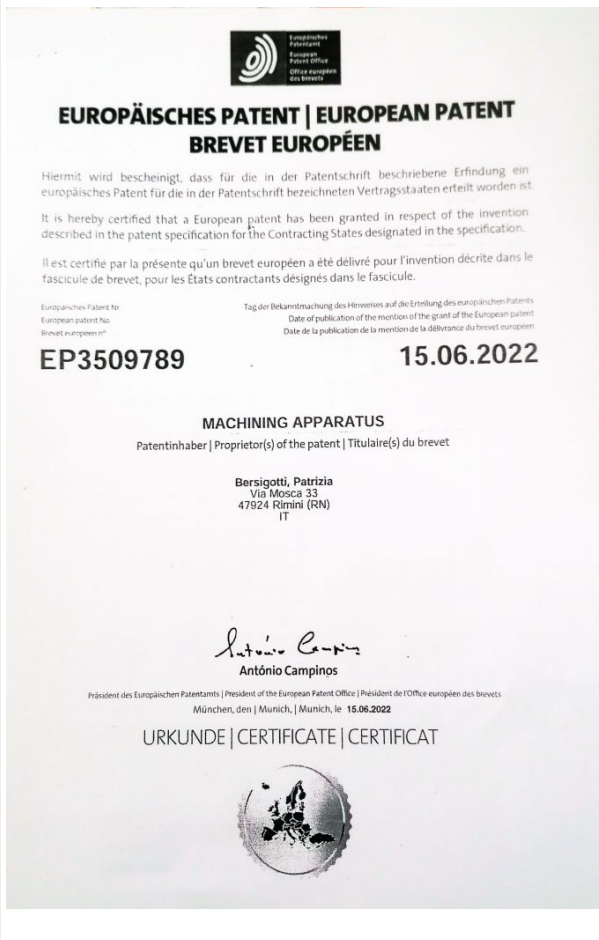 Europäisches
Patentamt
European
Patent Office
Office européen
des brevets
EUROPÄISCHES PATENT | EUROPEAN PATENT
BREVET EUROPÉEN
Hiermit wird bescheinigt, dass für die in der Patentschrift beschriebene Erfindung ein
europäisches Patent für die in der Patentschrift bezeichneten Vertragsstaaten erteilt worden ist.
It is hereby certified that a European patent has been granted in respect of the invention
described in the patent specification for the Contracting States designated in the specification.
Il est certifié par la présente qu'un brevet européen a été délivré pour l'invention décrite dans le
fascicule de brevet, pour les États contractants désignés dans le fascicule.
Europäisches Patent Nr.
European patent No.
Brevet européen n°
Tag der Bekanntmachung des Hinweises auf die Erteilung des europäischen Patents
Date of publication of the mention of the grant of the European patent
Date de la publication de la mention de la délivrance du brevet européen
EP3509789
15.06.2022
MACHINING APPARATUS
Patentinhaber | Proprietor(s) of the patent | Titulaire(s) du brevet
Bersigotti, Patrizia
Via Mosca 33
47924 Rimini (RN)
IT
António Campinos
António Campinos
Präsident des Europäischen Patentamts | President of the European Patent Office | Président de l'Office européen des brevets
München, den | Munich, | Munich, le 15.06.2022
URKUNDE | CERTIFICATE | CERTIFICAT